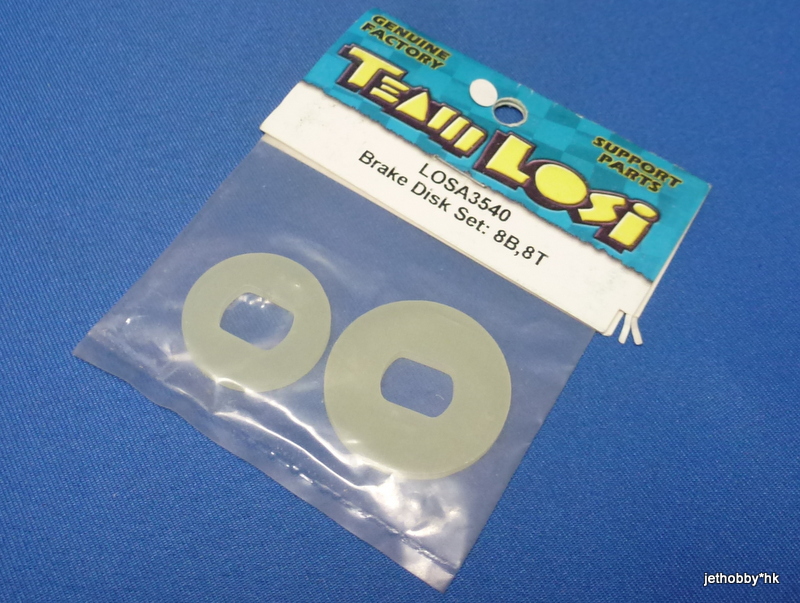 GENUINE
FACTORY
TEAM LOSI
SUPPORT
PARTS
LOSA3540
Brake Disk Set: 8B,8T
jethobby*hk